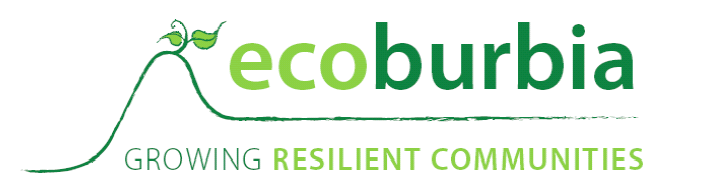 ecoburbia
GROWING RESILIENT COMMUNITIES